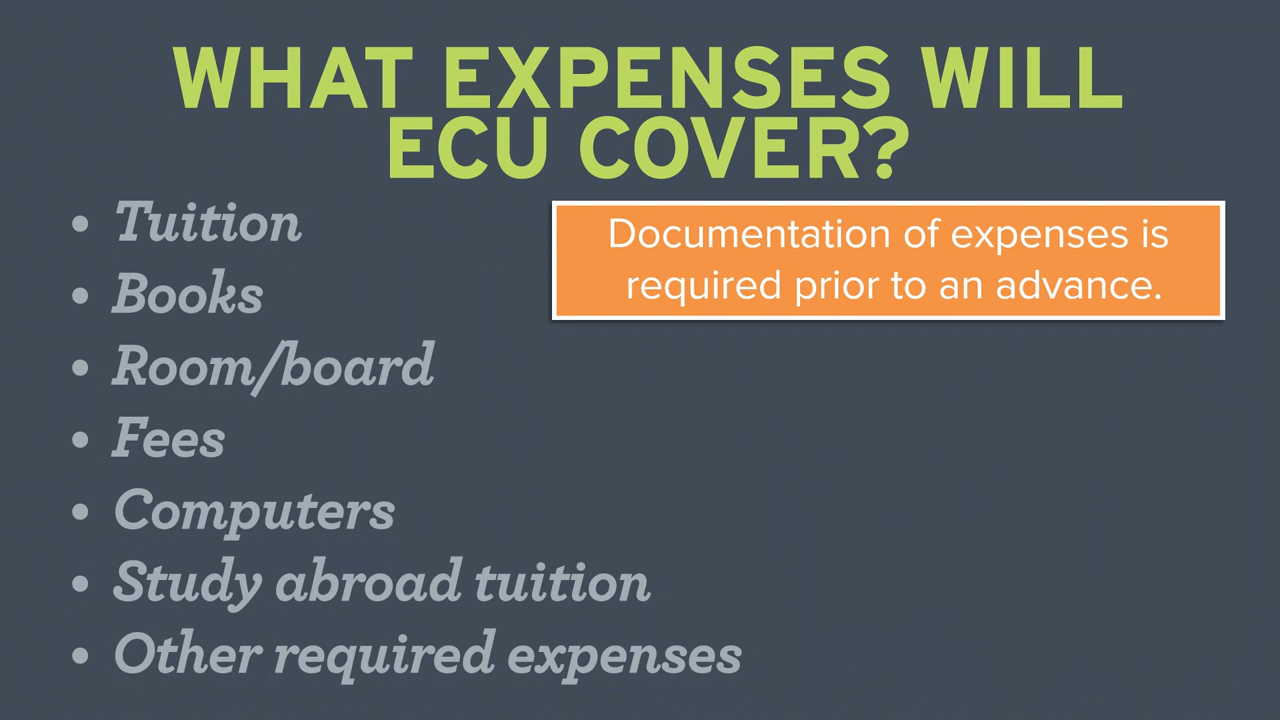 WHAT EXPENSES WILL
ECU COVER?
• Tuition
Documentation of expenses is
required prior to an advance.
• Books
• Room/board
• Fees
• Computers
• Study abroad tuition
• Other required expenses